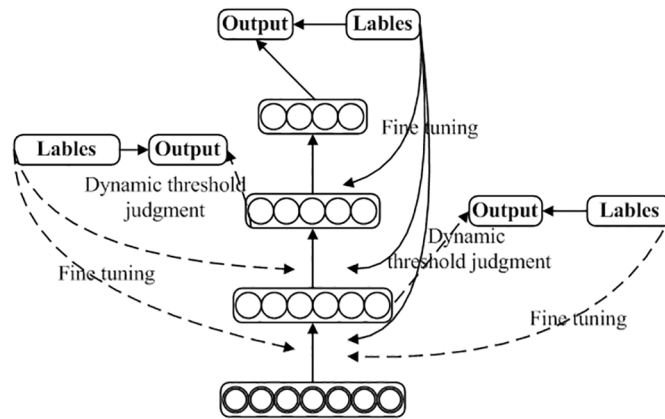 Output
Lables
Fine tuning
Lables
Output
Dynamic threshold
judgment
Output
Lables
Dynamic
threshold judgment
Fine tuning
Fine tuning